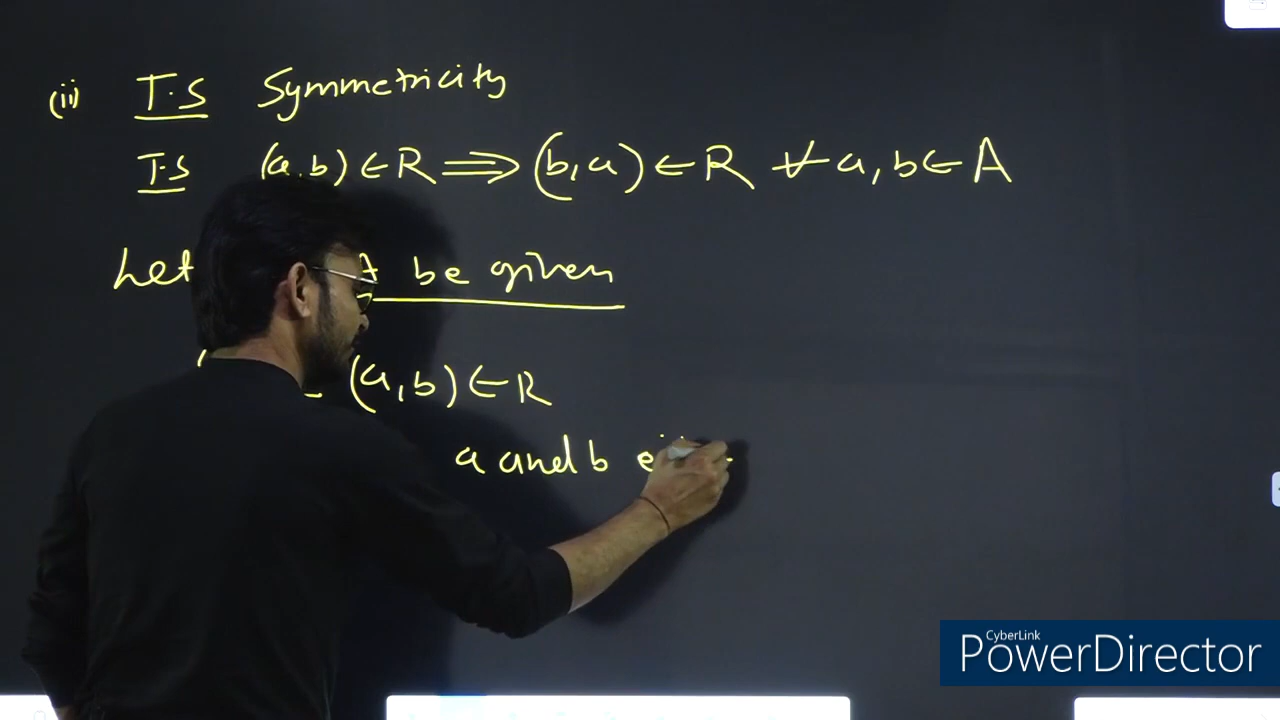 (ii) T.S Symmetricity
T.S (a,b) ∈ R ⟹ (b,a) ∈ R ∀ a, b ∈ A
Let A be given
(a,b) ∈ R
a and b
CyberLink
PowerDirector